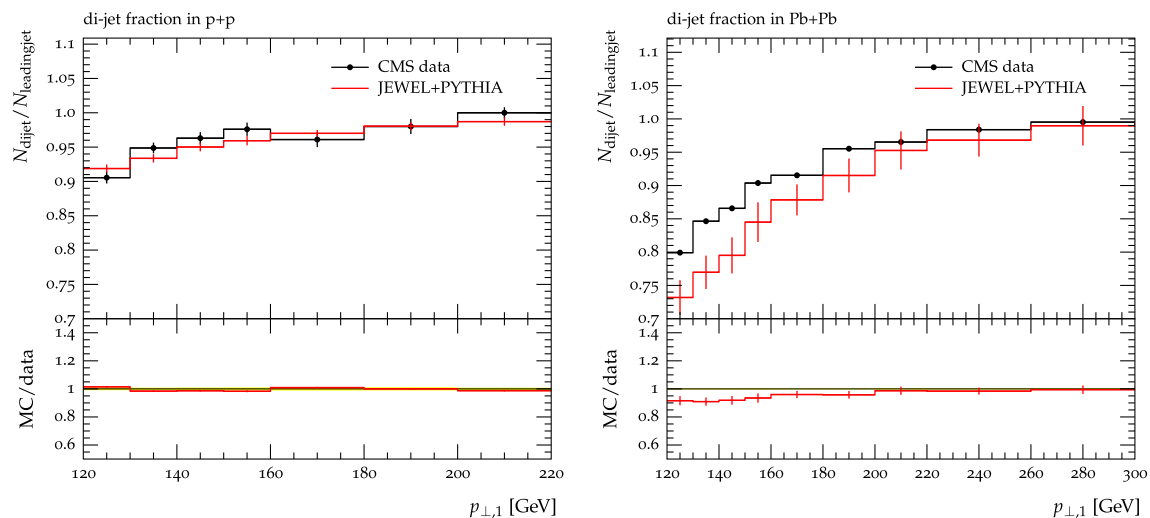 di-jet fraction in p+p
N_dijet/N_leadingjet
1.1
1.05
1.0
0.95
0.9
0.85
0.8
0.75
0.7
CMS data
JEWEL+PYTHIA
MC/data
1.4
1.2
1
0.8
0.6
120 140 160 180 200 220
p⊥,1 [GeV]
di-jet fraction in Pb+Pb
N_dijet/N_leadingjet
1.1
1.05
1.0
0.95
0.9
0.85
0.8
0.75
0.7
CMS data
JEWEL+PYTHIA
MC/data
1.4
1.2
1
0.8
0.6
120 140 160 180 200 220 240 260 280 300
p⊥,1 [GeV]